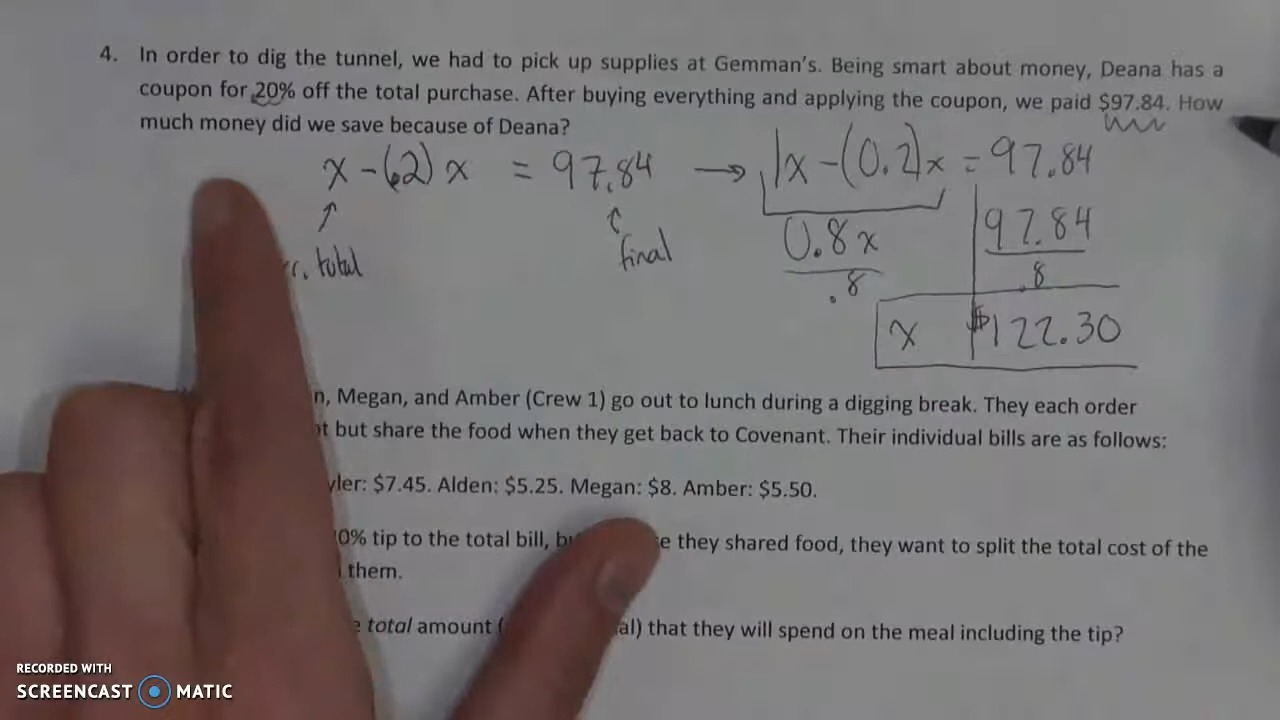 4. In order to dig the tunnel, we had to pick up supplies at Gemman's. Being smart about money, Deana has a
coupon for 20% off the total purchase. After buying everything and applying the coupon, we paid $97.84. How
much money did we save because of Deana?
x - (.2) x = 97.84 → 1x - (0.2)x = 97.84
↑ total
↑ final
0.8x 97.84
.8 .8
x $122.30
n, Megan, and Amber (Crew 1) go out to lunch during a digging break. They each order
but share the food when they get back to Covenant. Their individual bills are as follows:
yler: $7.45. Alden: $5.25. Megan: $8. Amber: $5.50.
0% tip to the total bill, they shared food, they want to split the total cost of the
them.
total amount al) that they will spend on the meal including the tip?
RECORDED WITH
SCREENCAST MATIC